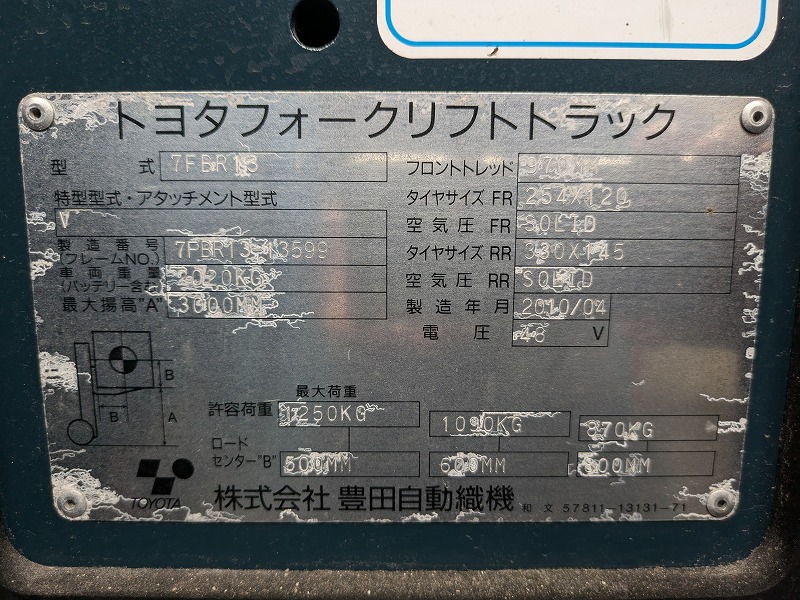 トヨタフォークリフトトラック
型式 7FBR13
フロントトレッド 970MM
特型型式・アタッチメント型式
タイヤサイズ FR 254X120
V
空気圧 FR SOLID
製造番号 (フレームNO.) 7FBR13-13599
タイヤサイズ RR 330X145
車両重量 (バッテリー含む) 2020KG
空気圧 RR SOLID
最大揚高"A" 3000MM
製造年月 2010/04
電圧 48 V
B
B
A
最大荷重
許容荷重 1250KG 1090KG 870KG
ロード
センター"B" 500MM 600MM
TOYOTA
株式会社 豊田自動織機 和文 57811-13131-71